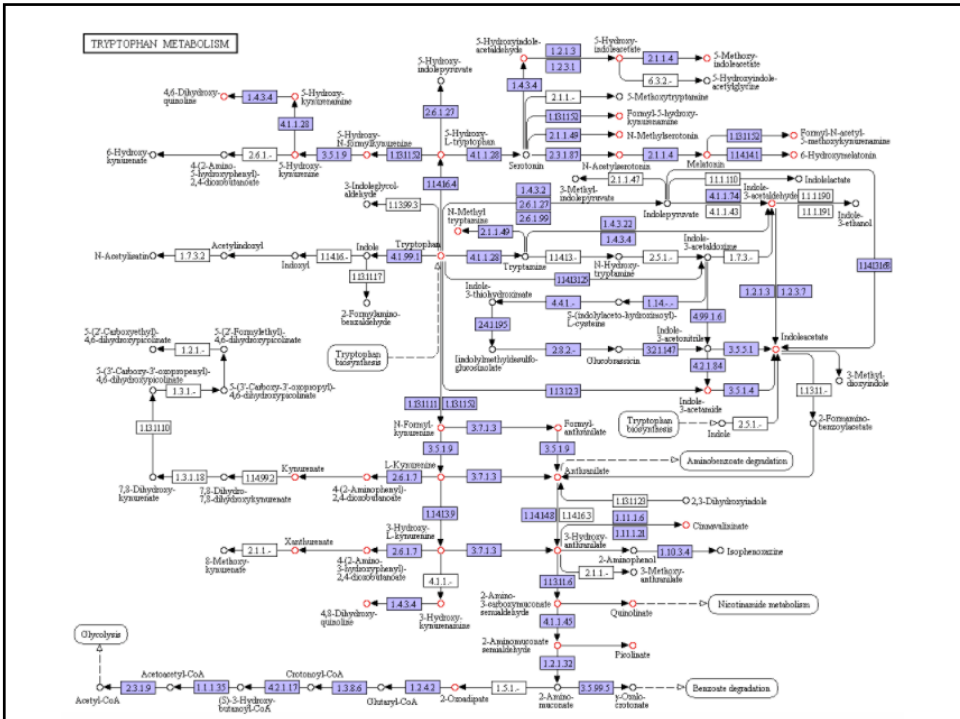 TRYPTOPHAN METABOLISM
5-Hydroxyindole-
acetaldehyde
1.2.1.3
1.2.3.1
5-Hydroxy-
indoleacetate
2.1.1.4
5-Methoxy-
indoleacetate
6.3.2.-
5-Hydroxyindole-
acetylglycine
5-Hydroxy-
indolepyruvate
4,6-Dihydroxy-
quinoline
1.4.3.4
5-Hydroxy-
kynurenamine
1.4.3.4
2.1.1.-
5-Methoxytryptamine
2.6.1.27
4.1.1.28
1.13.11.52
Formyl-5-hydroxy-
kynurenamine
2.1.1.49
N-Methylserotonin
5-Hydroxy-
N-formylkynurenine
5-Hydroxy-
L-tryptophan
1.13.11.52
Formyl-N-acetyl-
5-methoxykynurenamine
6-Hydroxy-
kynurenate
2.6.1.-
4-(2-Amino-
5-hydroxyphenyl)-
2,4-dioxobutanoate
3.5.1.9
5-Hydroxy-
kynurenine
1.13.11.52
4.1.1.28
Serotonin
2.3.1.87
N-Acetylserotonin
2.1.1.4
Melatonin
1.14.14.1
6-Hydroxymelatonin
1.14.16.4
3-Indoleglycol-
aldehyde
1.13.99.3
2.1.1.47
1.1.1.110
Indolelactate
1.4.3.2
2.6.1.27
2.6.1.99
3-Methyl-
indolepyruvate
Indolepyruvate
4.1.1.74
4.1.1.43
Indole-
3-acetaldehyde
1.1.1.190
1.1.1.191
Indole-
3-ethanol
N-Methyl
tryptamine
2.1.1.49
1.4.3.22
1.4.3.4
N-Acetylisatin
1.7.3.2
Acetylindoxyl
Indoxyl
1.14.16.-
Indole
4.1.99.1
Tryptophan
4.1.1.28
Tryptamine
1.14.13.-
N-Hydroxy-
tryptamine
2.5.1.-
Indole-
3-acetaldoxime
1.7.3.-
1.14.13.168
1.14.13.125
1.13.11.17
2-Formylamino-
benzaldehyde
Indole-
3-thiohydroximate
4.4.1.-
1.14.-.-
S-(indolylaceto-hydroximoyl)-
L-cysteine
1.2.1.3
1.2.3.7
4.99.1.6
2.4.1.195
5-(2'-Carboxyethyl)-
4,6-dihydroxypicolinate
5-(2'-Formylethyl)-
4,6-dihydroxypicolinate
1.2.1.-
Tryptophan
biosynthesis
Indolylmethyldesulfo-
glucosinolate
2.8.2.-
Glucobrassicin
3.2.1.147
Indole-
3-acetonitrile
3.5.5.1
Indoleacetate
4.2.1.84
3-Methyl-
dioxyindole
5-(3'-Carboxy-3'-oxopropenyl)-
4,6-dihydroxypicolinate
1.3.1.-
5-(3'-Carboxy-3'-oxopropyl)-
4,6-dihydroxypicolinate
1.13.12.3
3.5.1.4
Indole-
3-acetamide
1.13.11.-
1.13.11.11
1.13.11.52
Tryptophan
biosynthesis
Indole
2.5.1.-
2-Formamino-
benzoylacetate
1.13.11.10
N-Formyl-
kynurenine
3.7.1.3
Formyl-
anthranilate
3.5.1.9
3.5.1.9
Aminobenzoate degradation
7,8-Dihydroxy-
kynurenate
1.3.1.18
7,8-Dihydro-
7,8-dihydroxykynurenate
1.14.99.2
Kynurenate
4-(2-Aminophenyl)-
2,4-dioxobutanoate
2.6.1.7
L-Kynurenine
3.7.1.3
Anthranilate
1.13.11.23
2,3-Dihydroxyindole
1.14.13.9
1.14.14.8
1.14.16.3
1.11.1.6
1.11.1.21
Cinnavalininate
3-Hydroxy-
L-kynurenine
3-Hydroxy-
anthranilate
8-Methoxy-
kynurenate
2.1.1.-
Xanthurenate
4-(2-Amino-
3-hydroxyphenyl)-
2,4-dioxobutanoate
2.6.1.7
3.7.1.3
2-Aminophenol
1.10.3.4
Isophenoxazine
2.1.1.-
3-Methoxy-
anthranilate
4.1.1.-
1.13.11.6
4,8-Dihydroxy-
quinoline
1.4.3.4
3-Hydroxy-
kynurenamine
2-Amino-
3-carboxymuconate
semialdehyde
Quinolinate
Nicotinamide metabolism
4.1.1.45
Glycolysis
2-Aminomuconate
semialdehyde
Picolinate
1.2.1.32
Acetyl-CoA
2.3.1.9
Acetoacetyl-CoA
1.1.1.35
(S)-3-Hydroxy-
butanoyl-CoA
4.2.1.17
Crotonoyl-CoA
1.3.8.6
Glutaryl-CoA
1.2.4.2
2-Oxoadipate
1.5.1.-
2-Amino-
muconate
3.5.99.5
γ-Oxalo-
crotonate
Benzoate degradation